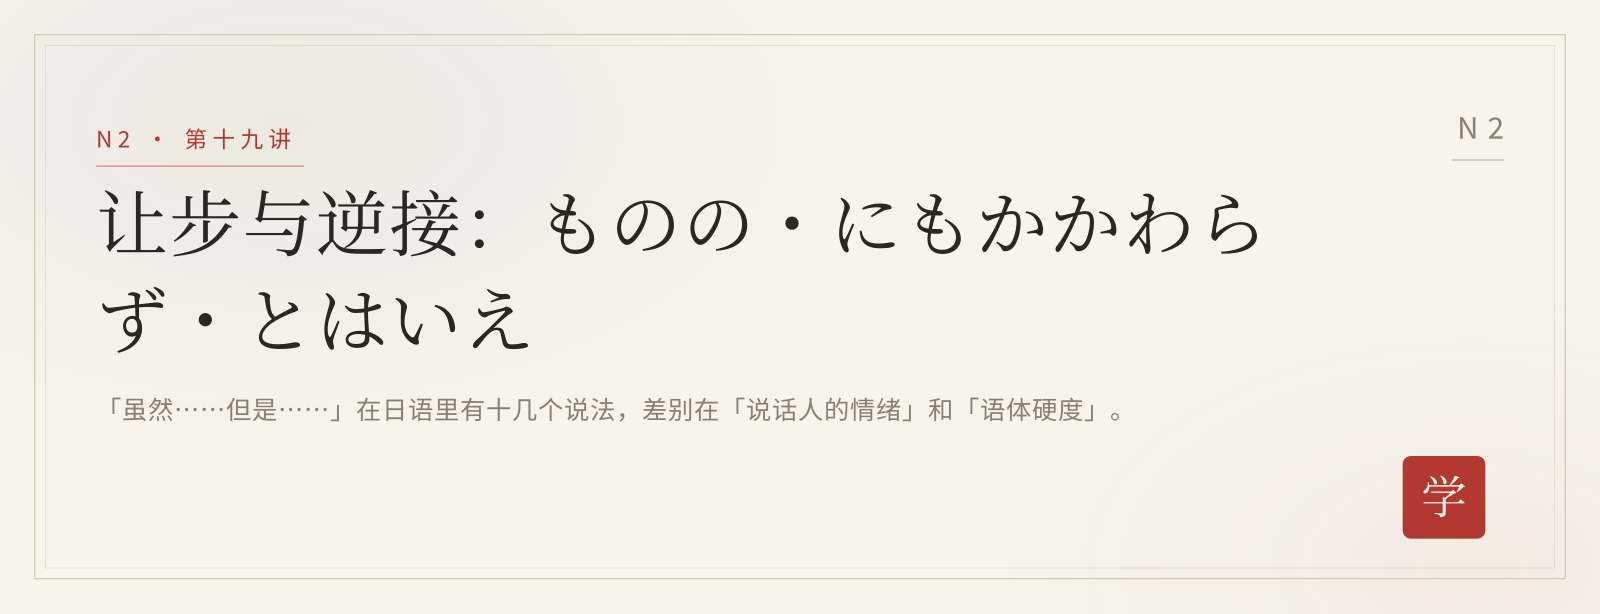 N2 · 第十九讲
N2
让步与逆接：ものの・にもかかわら
ず・とはいえ
「虽然……但是……」在日语里有十几个说法，差别在「说话人的情绪」和「语体硬度」。
学